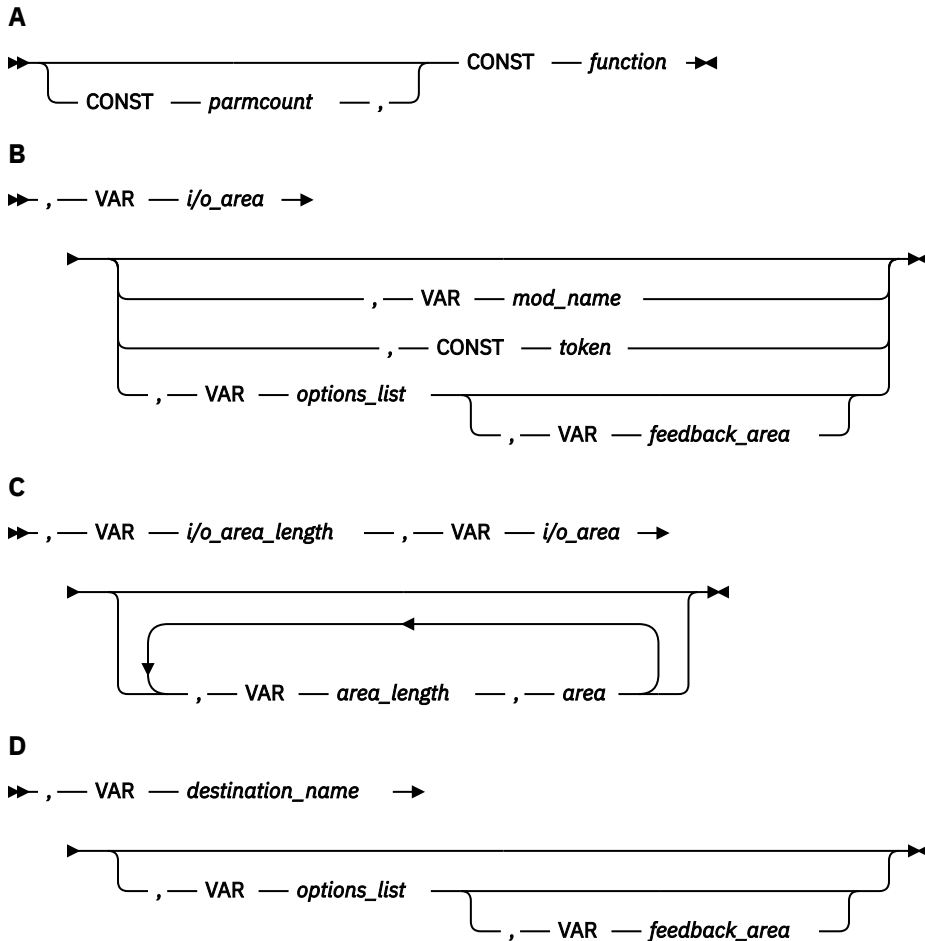 A
CONST function
CONST parmcount ,
B
, VAR i/o_area
, VAR mod_name
, CONST token
, VAR options_list
, VAR feedback_area
C
, VAR i/o_area_length , VAR i/o_area
, VAR area_length , area
D
, VAR destination_name
, VAR options_list
, VAR feedback_area